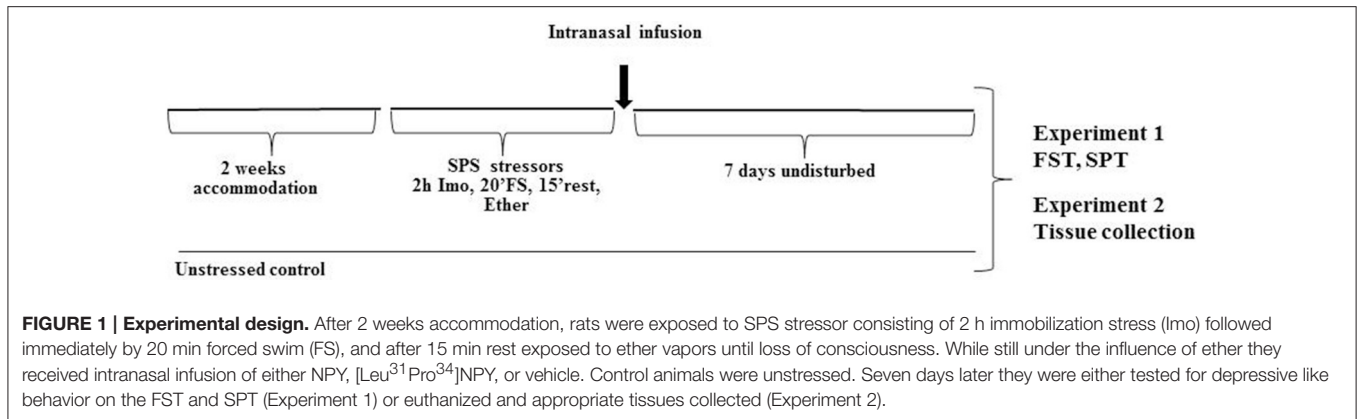 Intranasal infusion
2 weeks
accommodation
SPS stressors
2h Imo, 20'FS, 15'rest,
Ether
7 days undisturbed
Experiment 1
FST, SPT
Experiment 2
Tissue collection
Unstressed control
FIGURE 1 | Experimental design. After 2 weeks accommodation, rats were exposed to SPS stressor consisting of 2 h immobilization stress (Imo) followed
immediately by 20 min forced swim (FS), and after 15 min rest exposed to ether vapors until loss of consciousness. While still under the influence of ether they
received intranasal infusion of either NPY, [Leu³¹Pro³⁴]NPY, or vehicle. Control animals were unstressed. Seven days later they were either tested for depressive like
behavior on the FST and SPT (Experiment 1) or euthanized and appropriate tissues collected (Experiment 2).